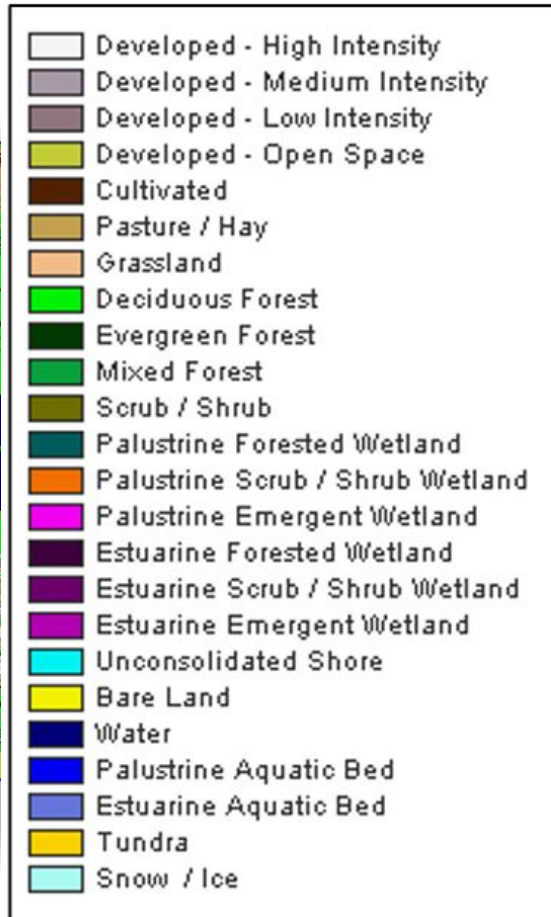 Developed - High Intensity
Developed - Medium Intensity
Developed - Low Intensity
Developed - Open Space
Cultivated
Pasture / Hay
Grassland
Deciduous Forest
Evergreen Forest
Mixed Forest
Scrub / Shrub
Palustrine Forested Wetland
Palustrine Scrub / Shrub Wetland
Palustrine Emergent Wetland
Estuarine Forested Wetland
Estuarine Scrub / Shrub Wetland
Estuarine Emergent Wetland
Unconsolidated Shore
Bare Land
Water
Palustrine Aquatic Bed
Estuarine Aquatic Bed
Tundra
Snow / Ice